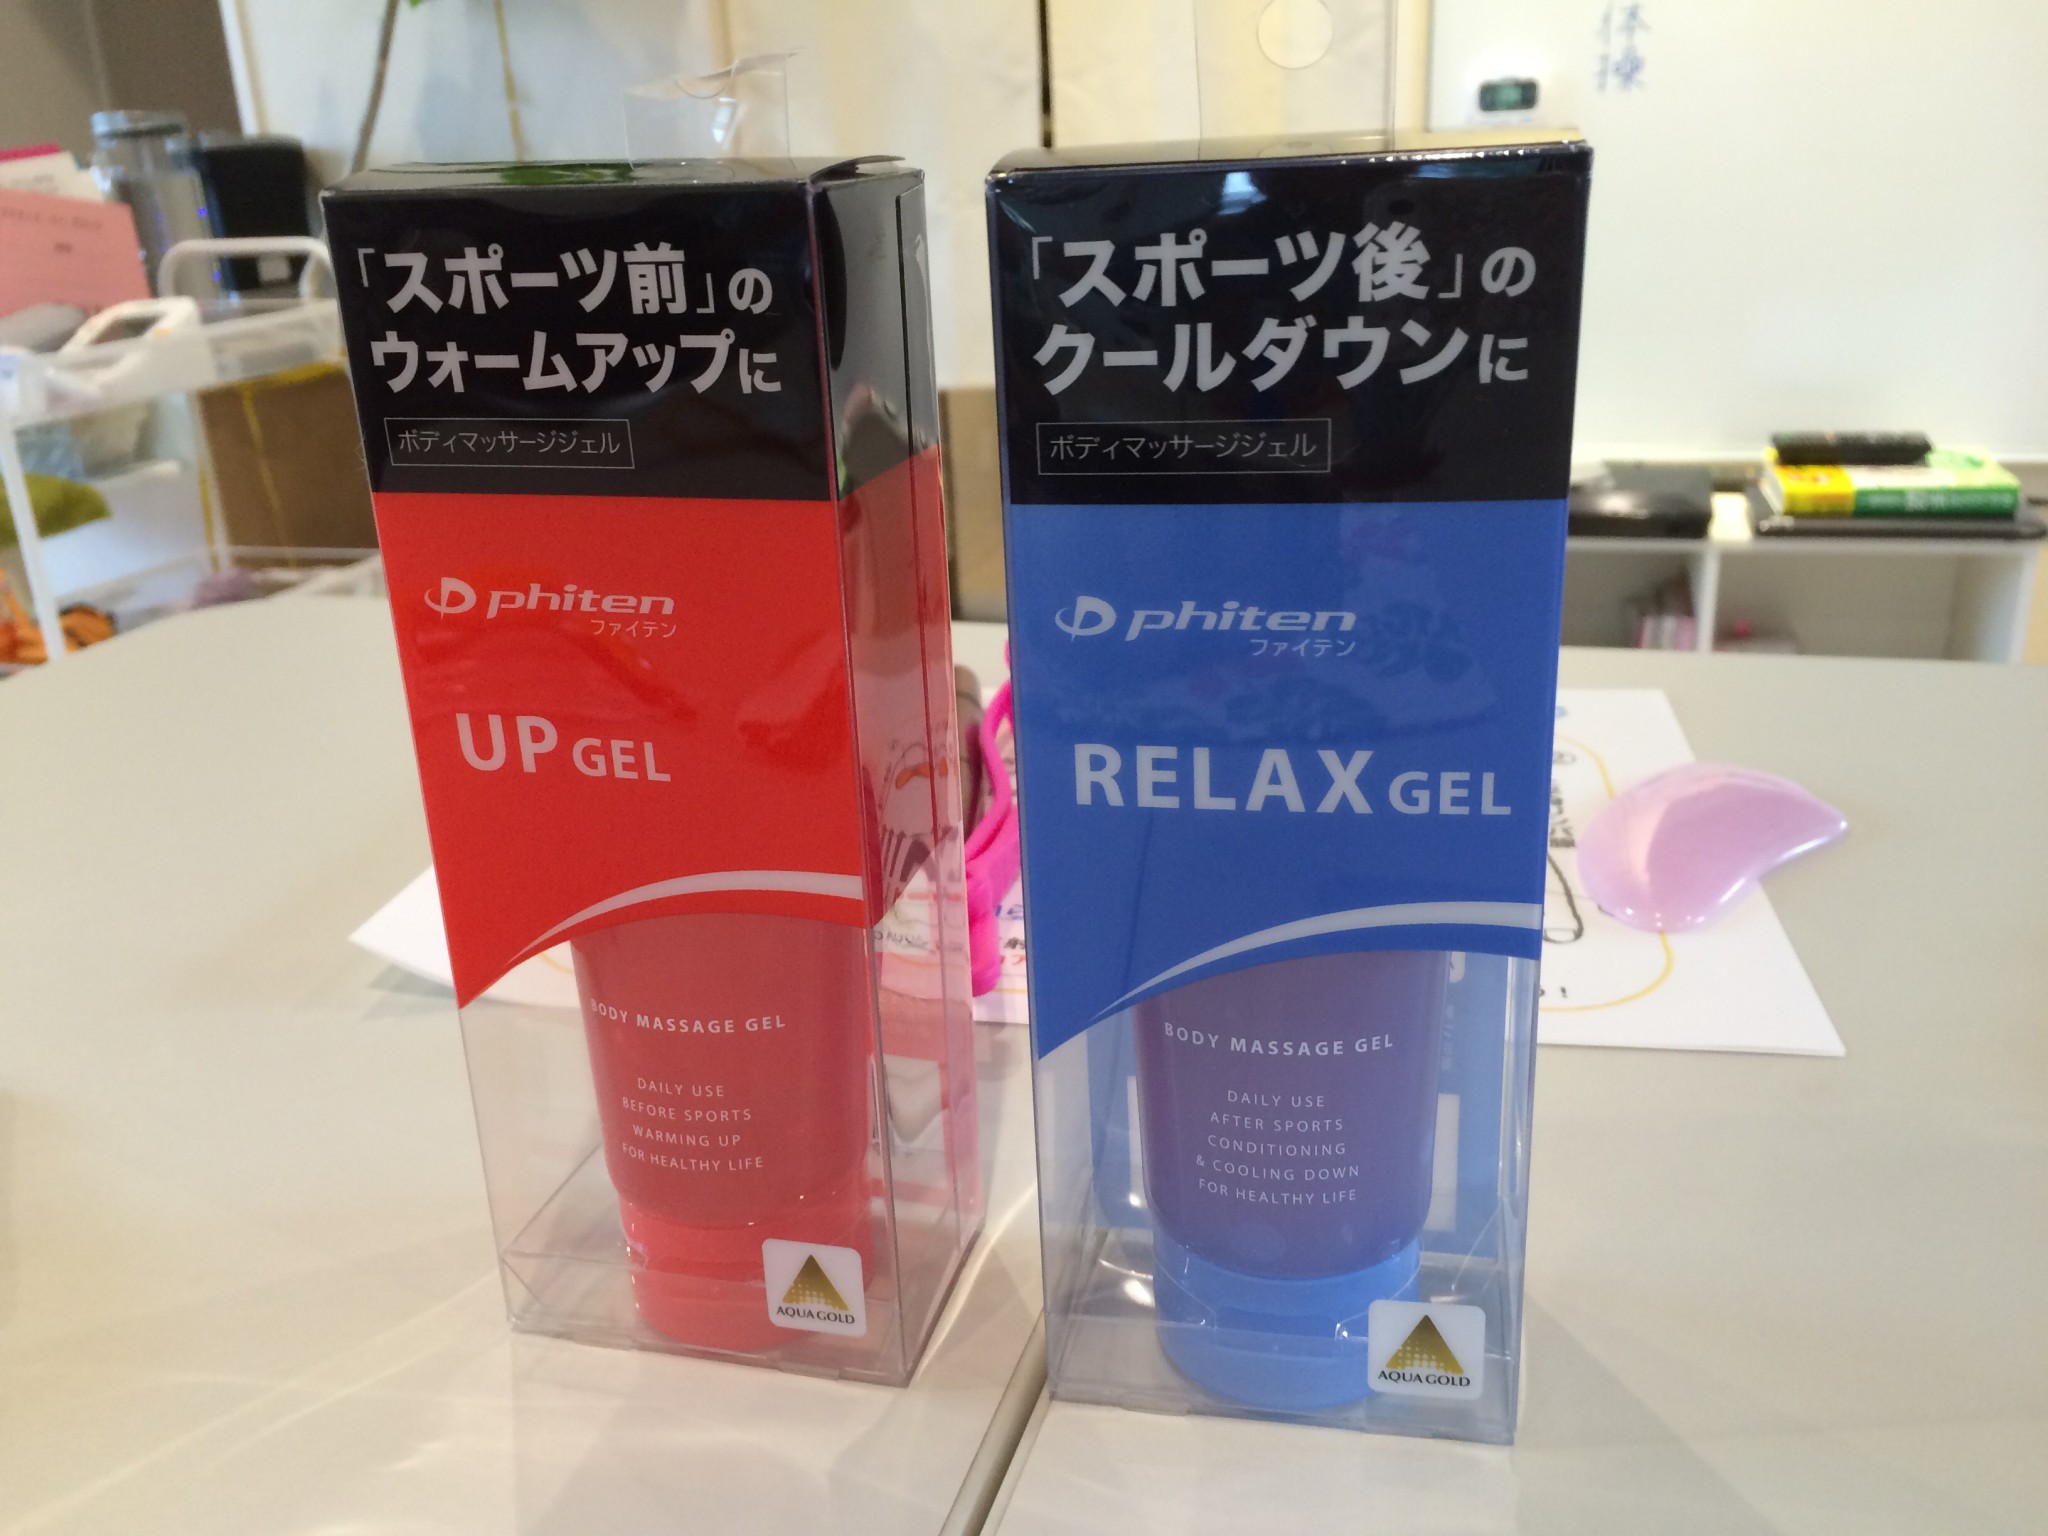 「スポーツ前」の
ウォームアップに
ボディマッサージジェル
phiten
ファイテン
UP GEL
BODY MASSAGE GEL
DAILY USE
BEFORE SPORTS
WARMING UP
FOR HEALTHY LIFE
AQUA GOLD
「スポーツ後」の
クールダウンに
ボディマッサージジェル
phiten
ファイテン
RELAX GEL
BODY MASSAGE GEL
DAILY USE
AFTER SPORTS
CONDITIONING
& COOLING DOWN
FOR HEALTHY LIFE
AQUA GOLD
体操